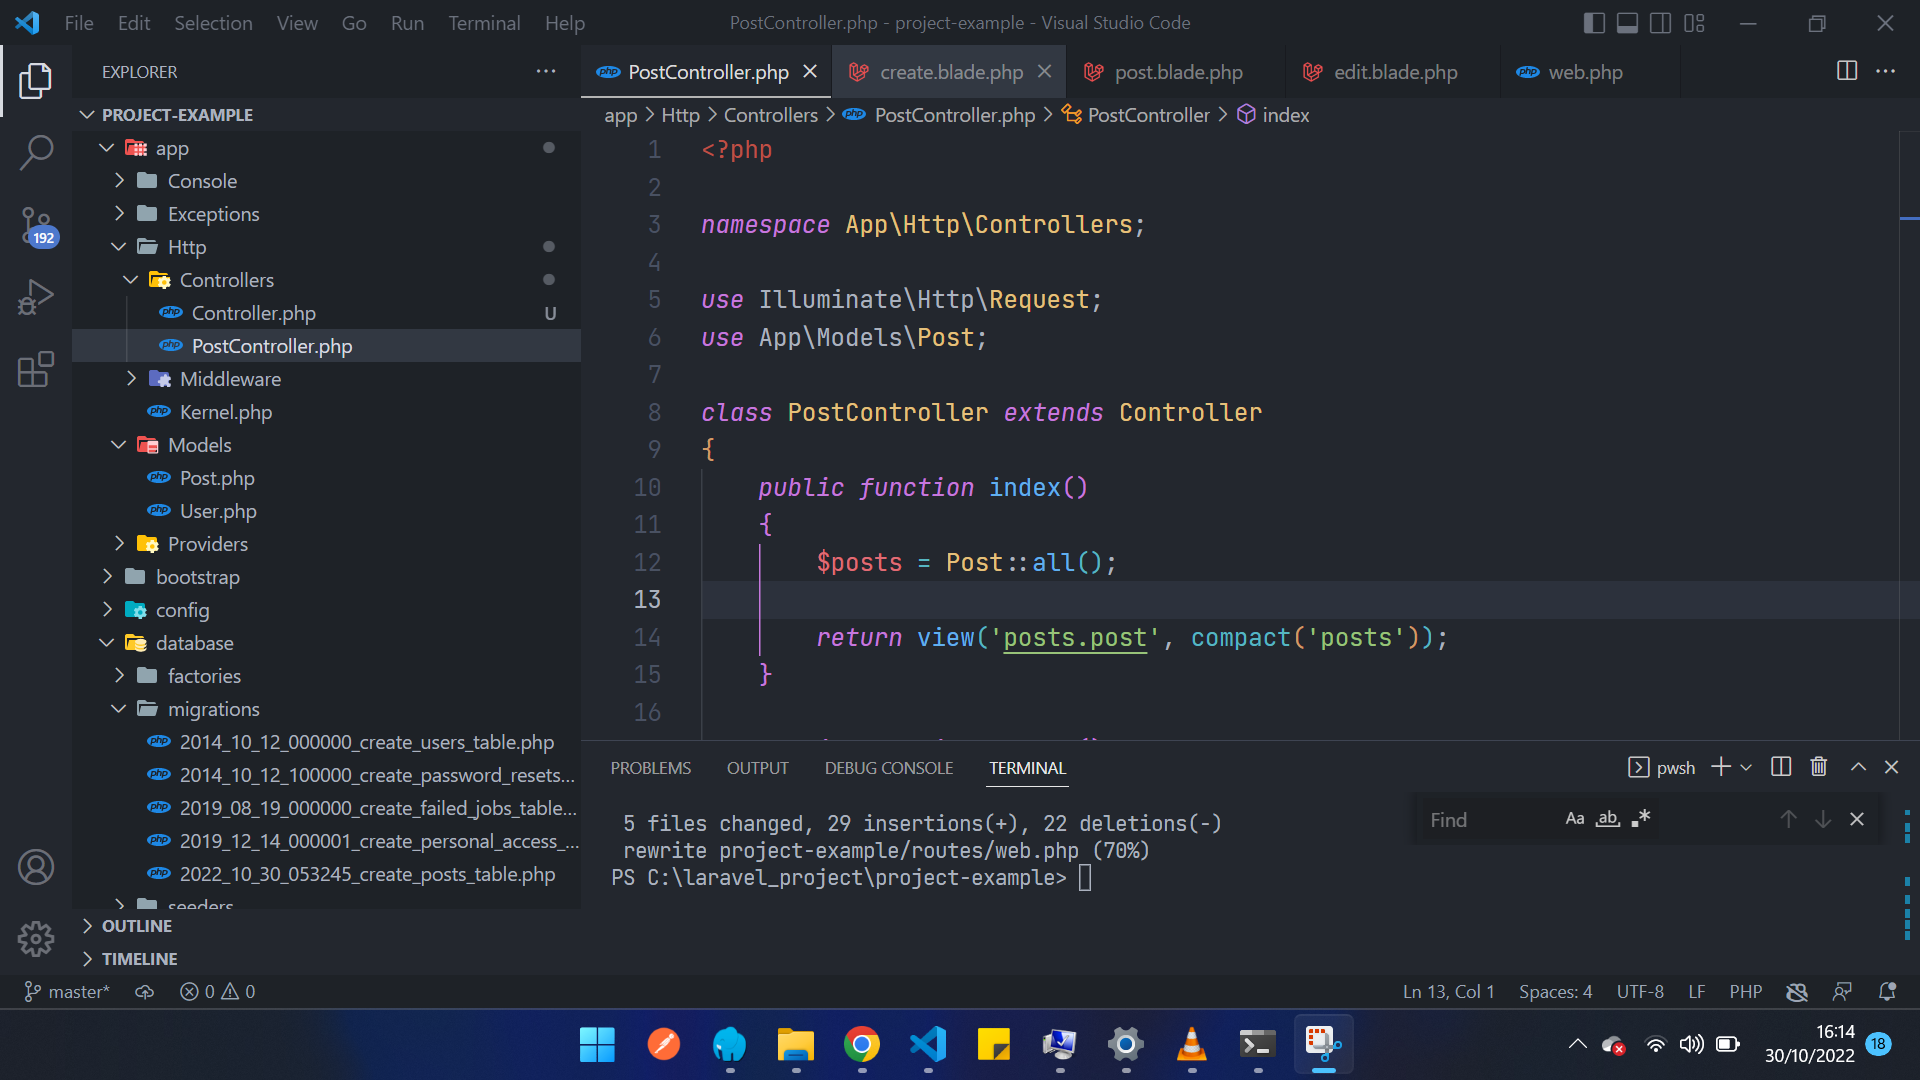 File Edit Selection View Go Run Terminal Help
PostController.php - project-example - Visual Studio Code
EXPLORER
PROJECT-EXAMPLE
app
Console
Exceptions
Http
Controllers
Controller.php U
PostController.php
Middleware
Kernel.php
Models
Post.php
User.php
Providers
bootstrap
config
database
factories
migrations
2014_10_12_000000_create_users_table.php
2014_10_12_100000_create_password_resets...
2019_08_19_000000_create_failed_jobs_table...
2019_12_14_000001_create_personal_access_...
2022_10_30_053245_create_posts_table.php
seeders
OUTLINE
TIMELINE
192
PostController.php create.blade.php post.blade.php edit.blade.php web.php
app > Http > Controllers > PostController.php > PostController > index
1 <?php
2
3 namespace App\Http\Controllers;
4
5 use Illuminate\Http\Request;
6 use App\Models\Post;
7
8 class PostController extends Controller
9 {
10 public function index()
11 {
12 $posts = Post::all();
13
14 return view('posts.post', compact('posts'));
15 }
16
PROBLEMS OUTPUT DEBUG CONSOLE TERMINAL
pwsh
Find Aa ab .*
5 files changed, 29 insertions(+), 22 deletions(-)
rewrite project-example/routes/web.php (70%)
PS C:\laravel_project\project-example>
master* 0 0
Ln 13, Col 1 Spaces: 4 UTF-8 LF PHP
16:14
30/10/2022
18